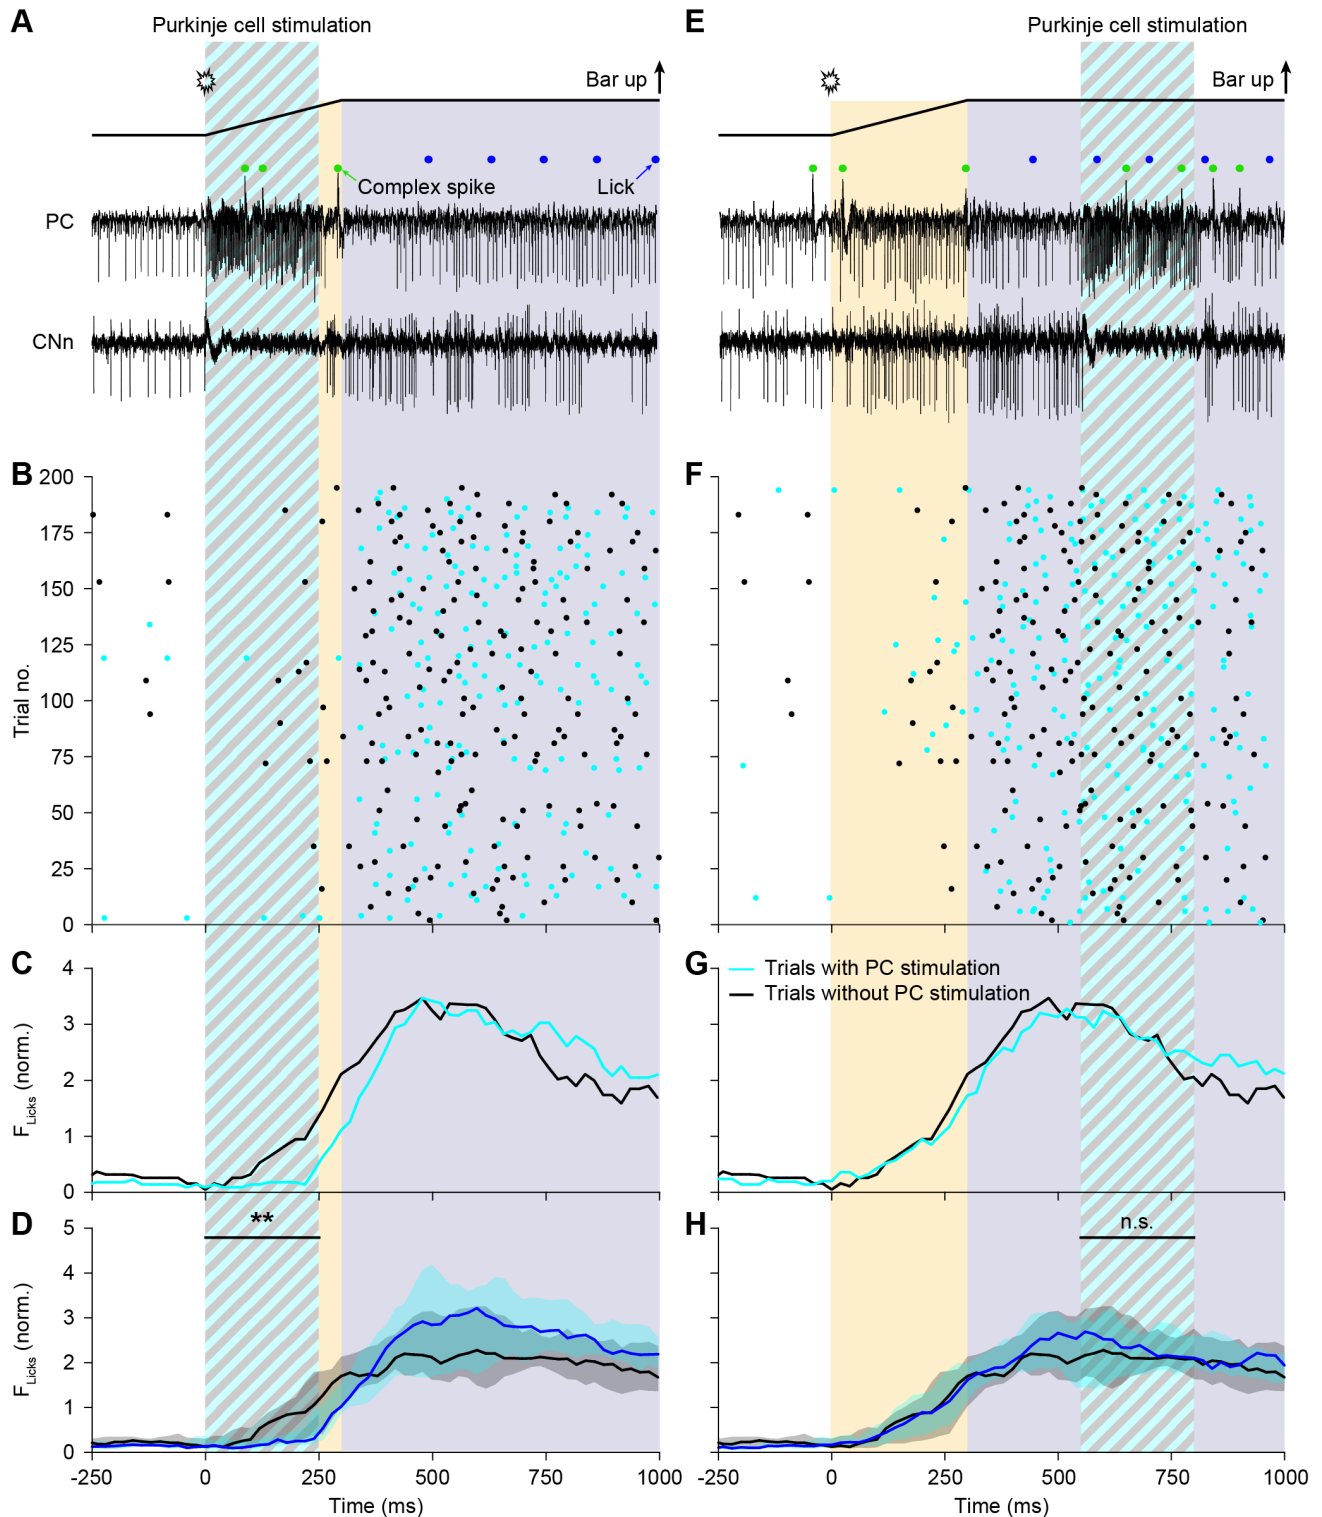 A
Purkinje cell stimulation
Bar up
Complex spike
Lick
PC
CNn
E
Purkinje cell stimulation
Bar up
B
200
175
150
125
100
75
50
25
0
Trial no.
F
C
4
3
2
1
0
F Licks (norm.)
G
Trials with PC stimulation
Trials without PC stimulation
D
5
4
3
2
1
0
F Licks (norm.)
**
-250 0 250 500 750 1000
Time (ms)
H
n.s.
-250 0 250 500 750 1000
Time (ms)